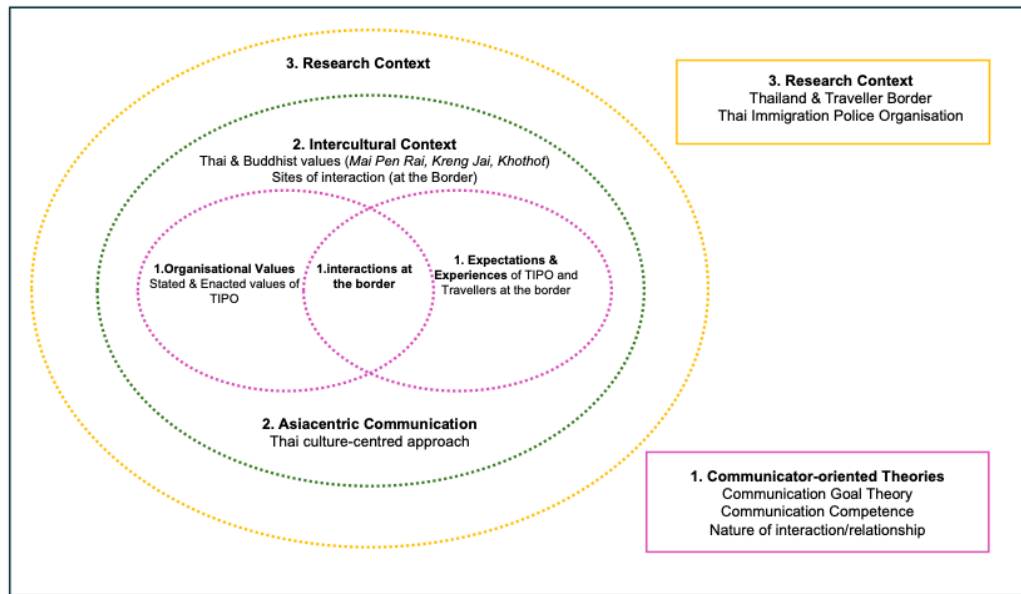 3. Research Context
3. Research Context
Thailand & Traveller Border
Thai Immigration Police Organisation
2. Intercultural Context
Thai & Buddhist values (Mai Pen Rai, Kreng Jai, Khothot)
Sites of interaction (at the Border)
1.Organisational Values
Stated & Enacted values of
TIPO
1.interactions at
the border
1. Expectations &
Experiences of TIPO and
Travellers at the border
2. Asiacentric Communication
Thai culture-centred approach
1. Communicator-oriented Theories
Communication Goal Theory
Communication Competence
Nature of interaction/relationship